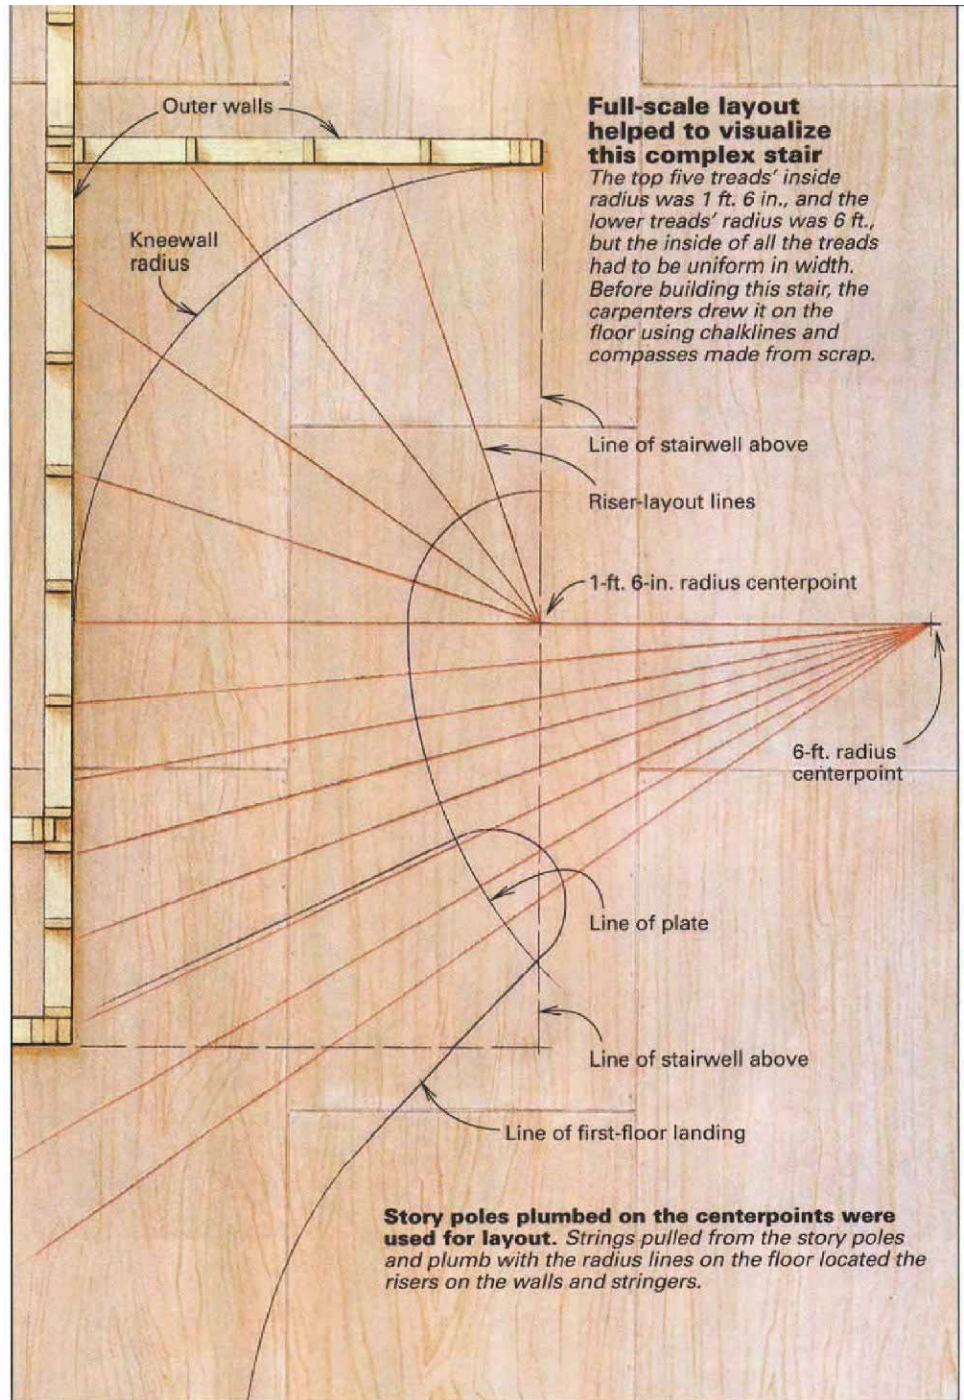 Outer walls
Full-scale layout
helped to visualize
this complex stair
The top five treads' inside
radius was 1 ft. 6 in., and the
lower treads' radius was 6 ft.,
but the inside of all the treads
had to be uniform in width.
Before building this stair, the
carpenters drew it on the
floor using chalklines and
compasses made from scrap.
Kneewall
radius
Line of stairwell above
Riser-layout lines
1-ft. 6-in. radius centerpoint
6-ft. radius
centerpoint
Line of plate
Line of stairwell above
Line of first-floor landing
Story poles plumbed on the centerpoints were
used for layout. Strings pulled from the story poles
and plumb with the radius lines on the floor located the
risers on the walls and stringers.